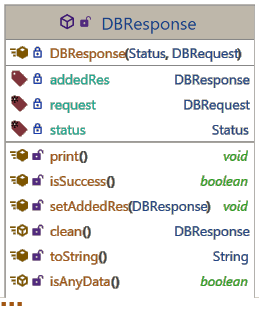 DBResponse
DBResponse(Status, DBRequest)
addedRes DBResponse
request DBRequest
status Status
print() void
isSuccess() boolean
setAddedRes(DBResponse) void
clean() DBResponse
toString() String
isAnyData() boolean